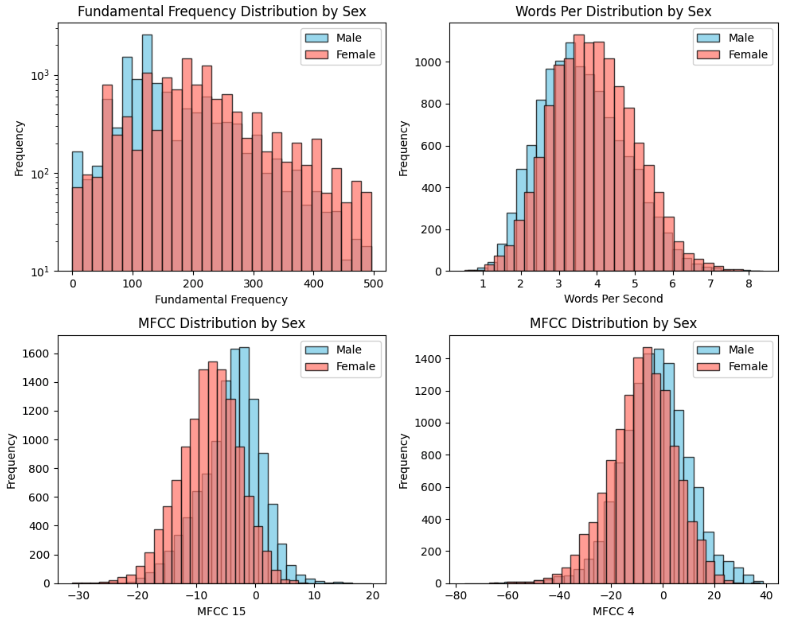 Fundamental Frequency Distribution by Sex
Frequency
10³
10²
10¹
Male
Female
0 100 200 300 400 500
Fundamental Frequency
Words Per Distribution by Sex
Frequency
1000
800
600
400
200
0
Male
Female
1 2 3 4 5 6 7 8
Words Per Second
MFCC Distribution by Sex
Frequency
1600
1400
1200
1000
800
600
400
200
0
Male
Female
−30 −20 −10 0 10 20
MFCC 15
MFCC Distribution by Sex
Frequency
1400
1200
1000
800
600
400
200
0
Male
Female
−80 −60 −40 −20 0 20 40
MFCC 4